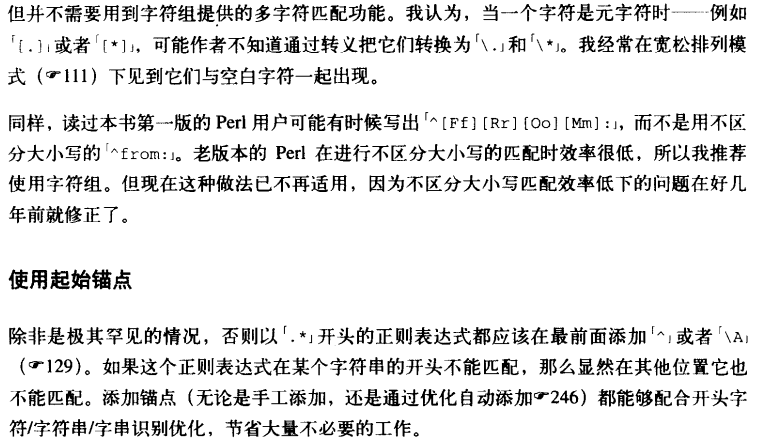 但并不需要用到字符组提供的多字符匹配功能。我认为，当一个字符是元字符时——例如
「[.]」或者「[*]」，可能作者不知道通过转义把它们转换为「\.」和「\*」。我经常在宽松排列模
式（☞111）下见到它们与空白字符一起出现。
同样，读过本书第一版的 Perl 用户可能有时候写出「^[Ff][Rr][Oo][Mm]:」，而不是用不区
分大小写的「^from:」。老版本的 Perl 在进行不区分大小写的匹配时效率很低，所以我推荐
使用字符组。但现在这种做法已不再适用，因为不区分大小写匹配效率低下的问题在好几
年前就修正了。
使用起始锚点
除非是极其罕见的情况，否则以「.*」开头的正则表达式都应该在最前面添加「^」或者「\A」
（☞129）。如果这个正则表达式在某个字符串的开头不能匹配，那么显然在其他位置它也
不能匹配。添加锚点（无论是手工添加，还是通过优化自动添加☞246）都能够配合开头字
符/字符串/字串识别优化，节省大量不必要的工作。